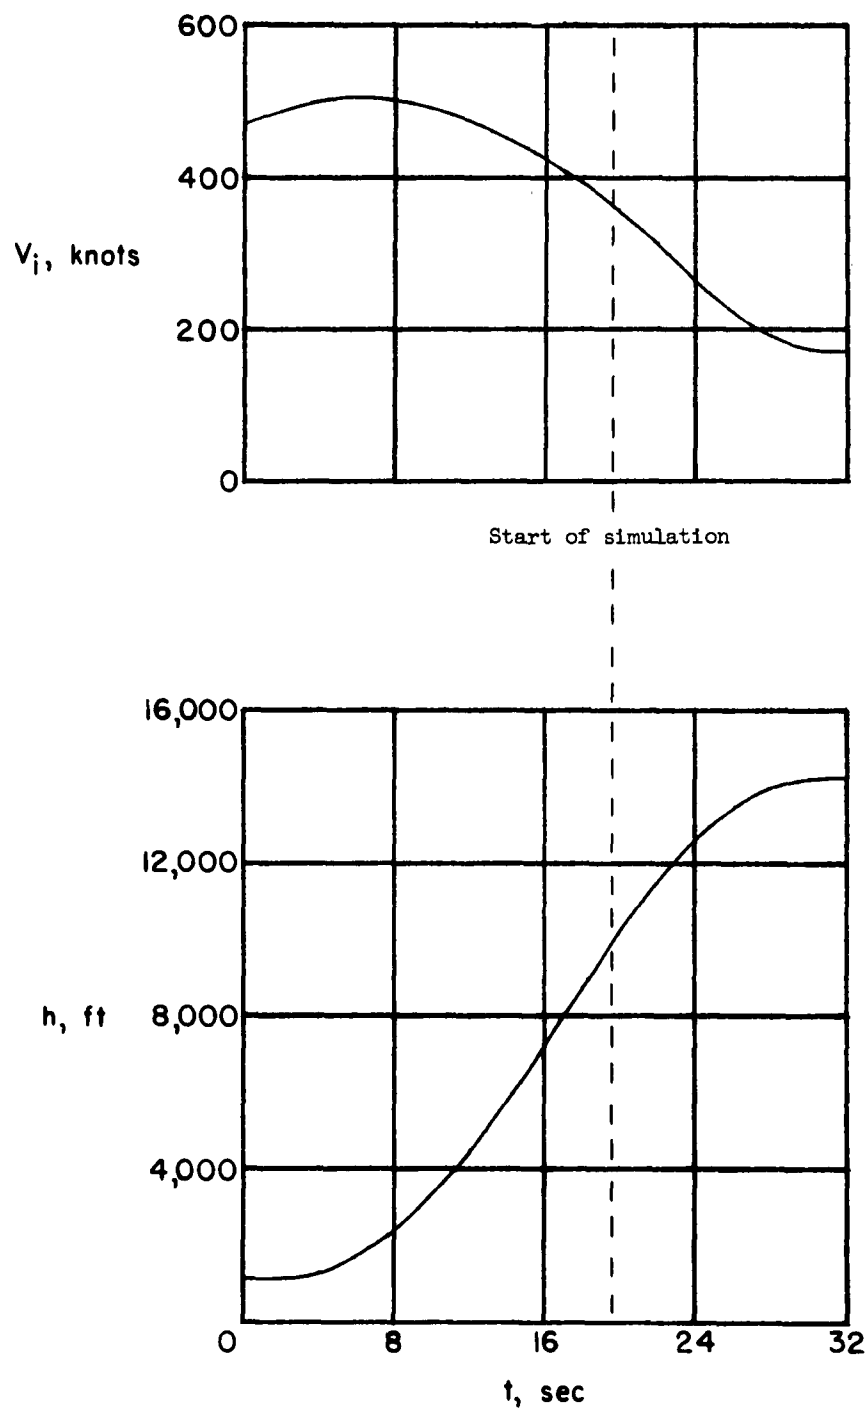 600
400
V_i, knots
200
0
Start of simulation
16,000
12,000
h, ft
8,000
4,000
0 8 16 24 32
t, sec